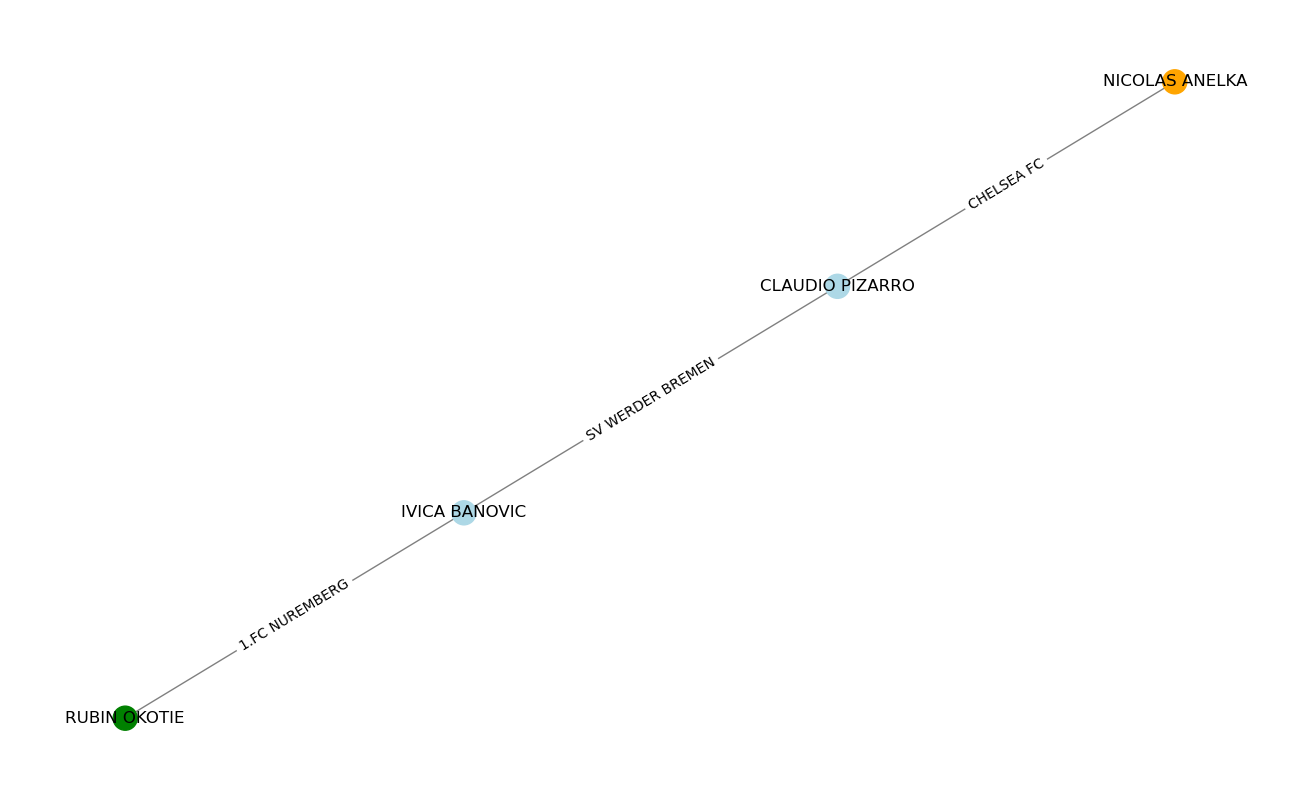 NICOLAS ANELKA
CHELSEA FC
CLAUDIO PIZARRO
SV WERDER BREMEN
IVICA BANOVIC
1.FC NUREMBERG
RUBIN OKOTIE